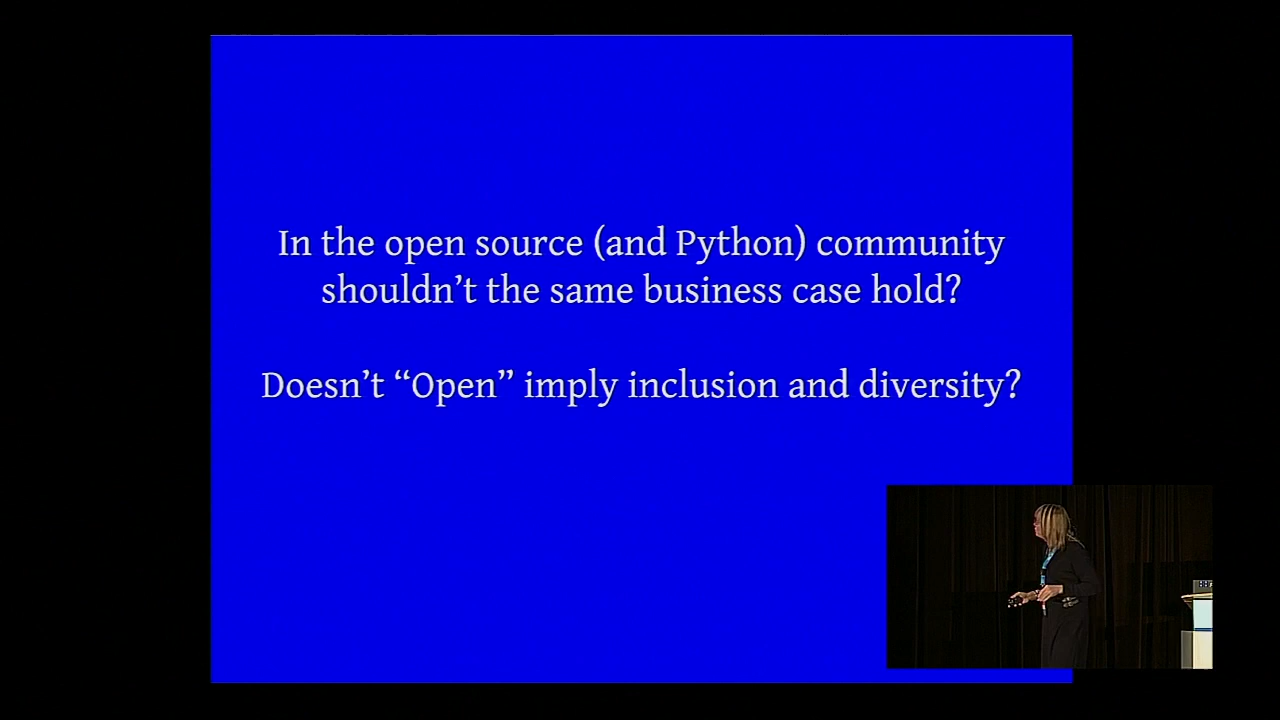 In the open source (and Python) community
shouldn’t the same business case hold?
Doesn’t “Open” imply inclusion and diversity?